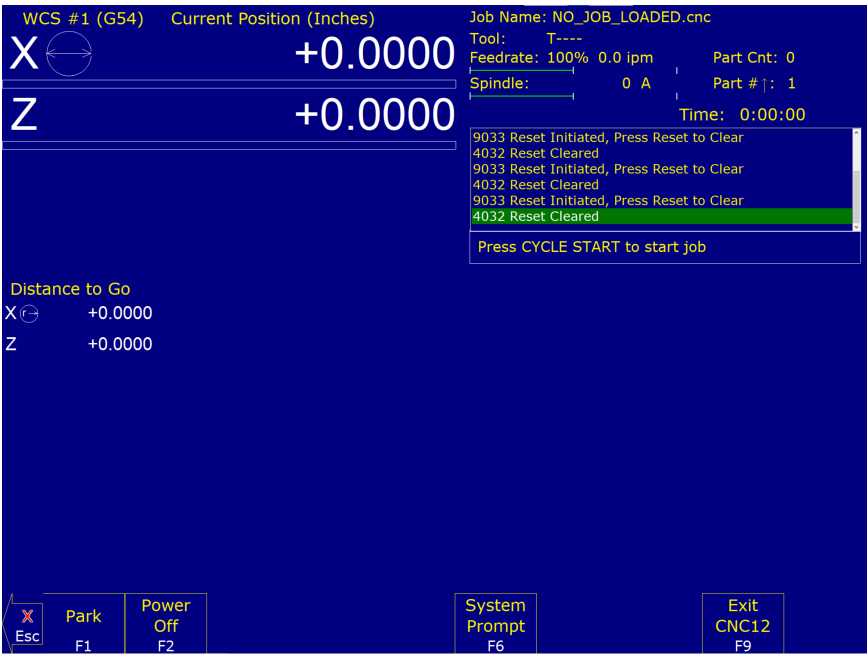 WCS #1 (G54) Current Position (Inches)
X +0.0000
Z +0.0000
Job Name: NO_JOB_LOADED.cnc
Tool: T----
Feedrate: 100% 0.0 ipm Part Cnt: 0
Spindle: 0 A Part #↑: 1
Time: 0:00:00
9033 Reset Initiated, Press Reset to Clear
4032 Reset Cleared
9033 Reset Initiated, Press Reset to Clear
4032 Reset Cleared
9033 Reset Initiated, Press Reset to Clear
4032 Reset Cleared
Press CYCLE START to start job
Distance to Go
X r +0.0000
Z +0.0000
X
Esc
Park
F1
Power
Off
F2
System
Prompt
F6
Exit
CNC12
F9